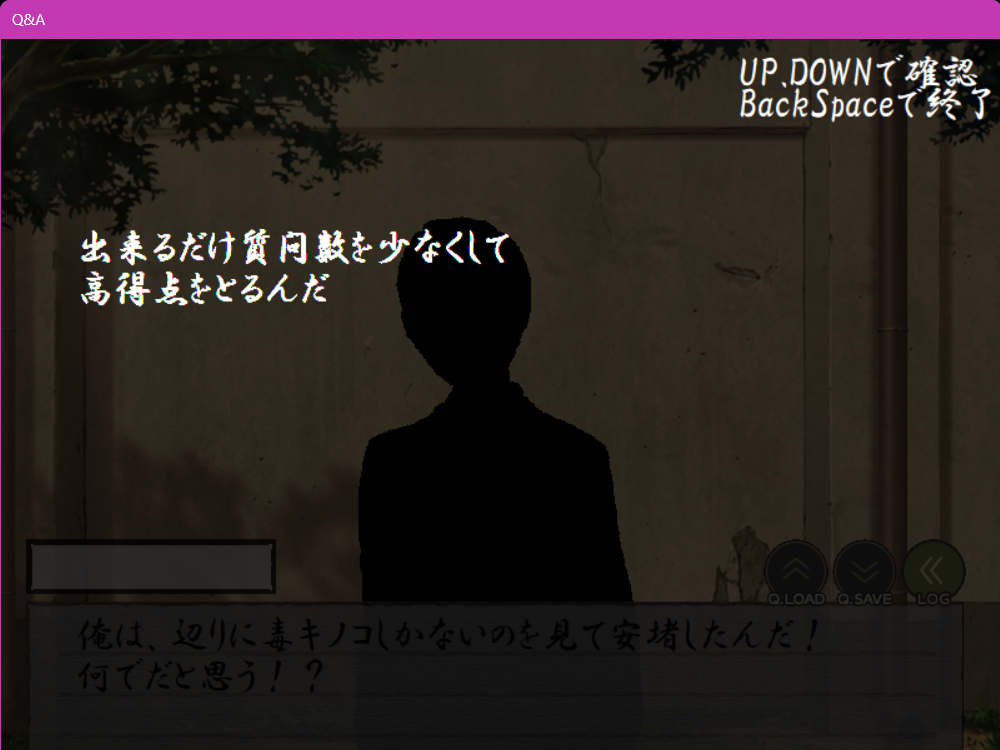 Q&A
UP.DOWNで確認
BackSpaceで終了
出来るだけ質問数を少なくして
高得点をとるんだ
Q.LOAD Q.SAVE LOG
俺は、辺りに毒キノコしかないのを見て安堵したんだ！
何でだと思う！？